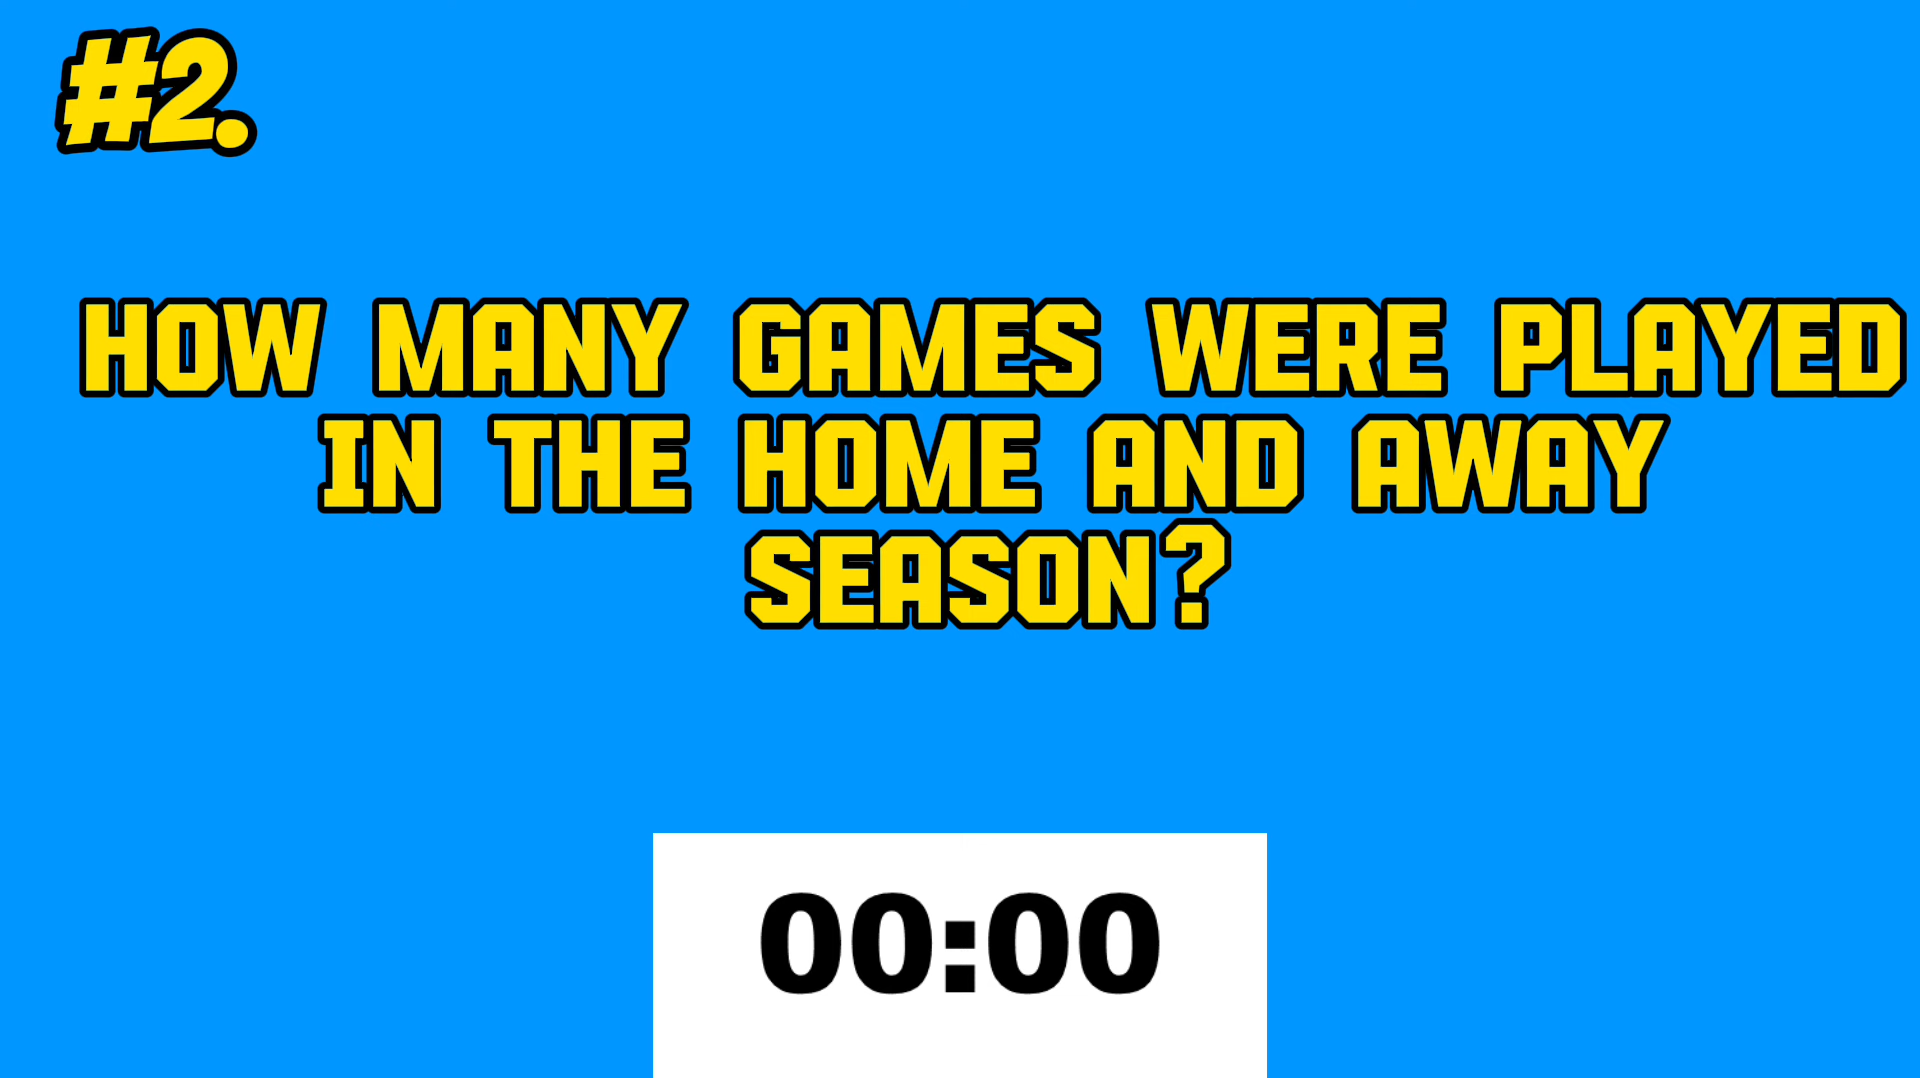 #2.
HOW MANY GAMES WERE PLAYED
IN THE HOME AND AWAY
SEASON?
00:00